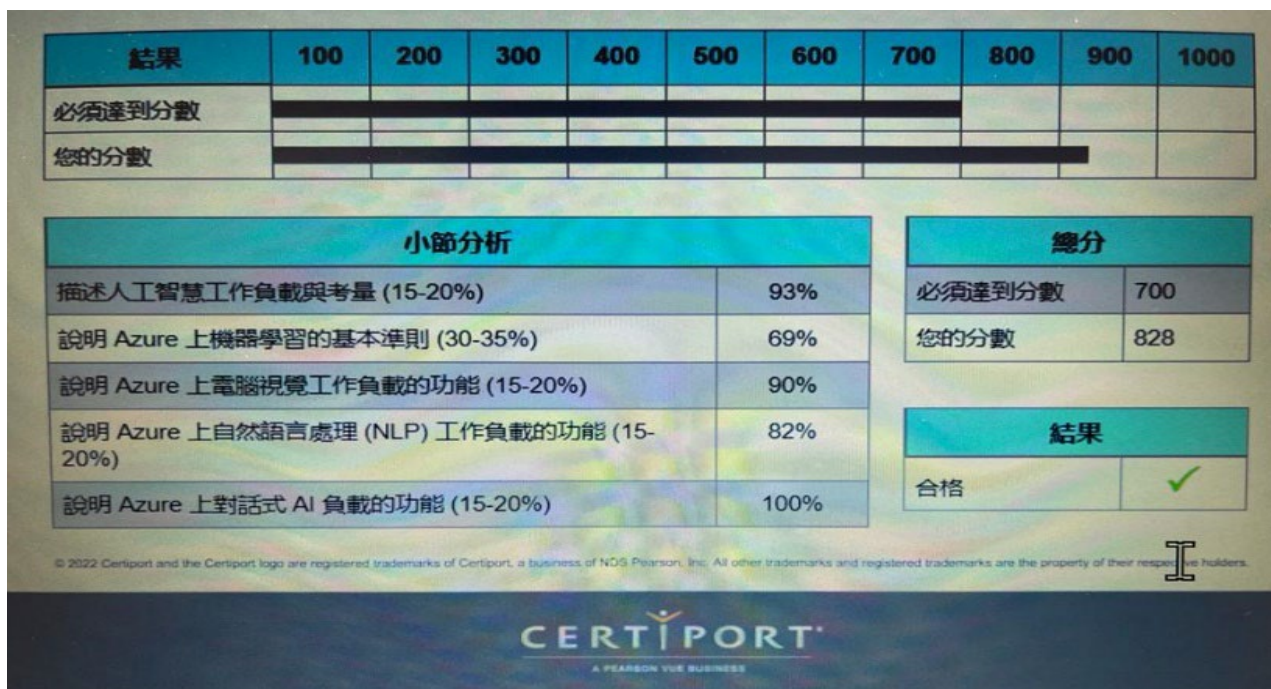 結果 100 200 300 400 500 600 700 800 900 1000
必須達到分數
您的分數
小節分析
描述人工智慧工作負載與考量 (15-20%) 93%
說明 Azure 上機器學習的基本準則 (30-35%) 69%
說明 Azure 上電腦視覺工作負載的功能 (15-20%) 90%
說明 Azure 上自然語言處理 (NLP) 工作負載的功能 (15- 82%
20%)
說明 Azure 上對話式 AI 負載的功能 (15-20%) 100%
總分
必須達到分數 700
您的分數 828
結果
合格
© 2022 Certiport and the Certiport logo are registered trademarks of Certiport, a business of NDS Pearson, Inc. All other trademarks and registered trademarks are the property of their respective holders.
CERTIPORT®
A PEARSON VUE BUSINESS